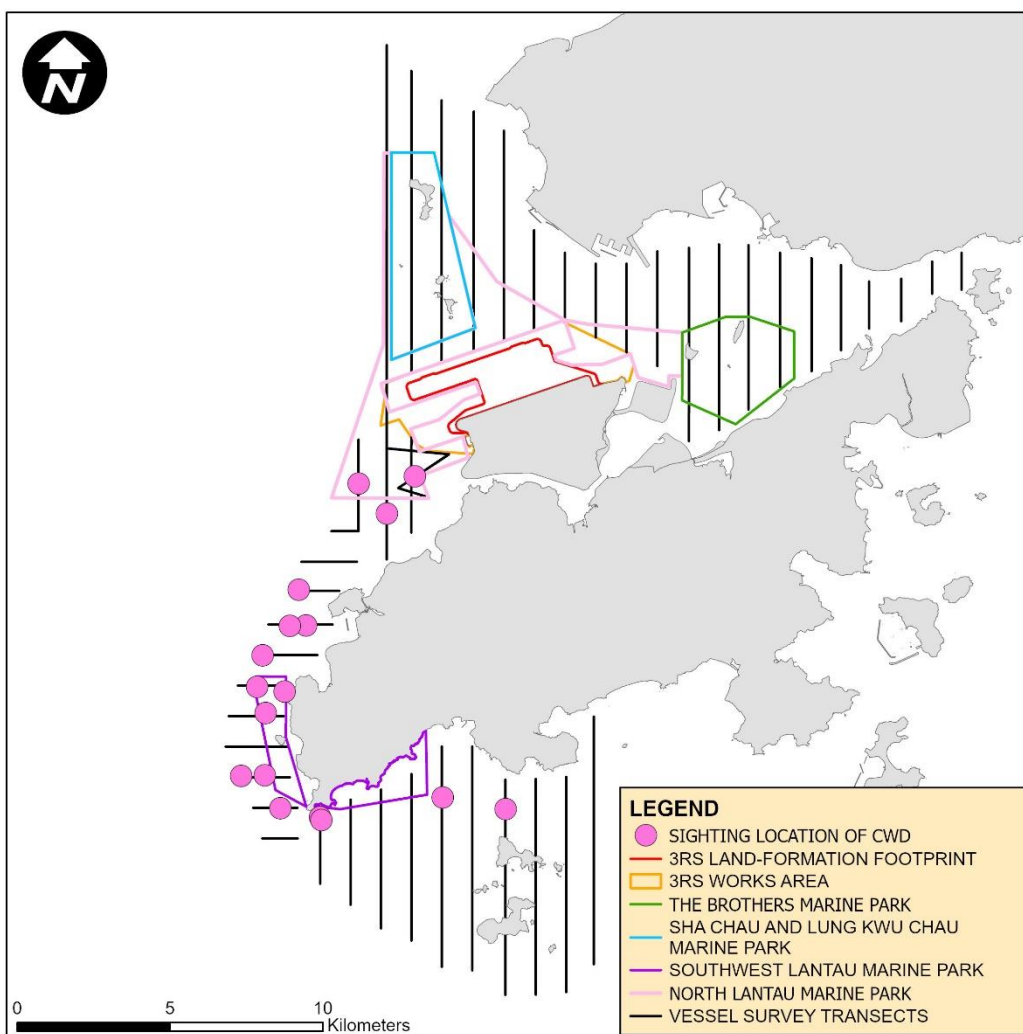 N
LEGEND
SIGHTING LOCATION OF CWD
3RS LAND-FORMATION FOOTPRINT
3RS WORKS AREA
THE BROTHERS MARINE PARK
SHA CHAU AND LUNG KWU CHAU
MARINE PARK
SOUTHWEST LANTAU MARINE PARK
NORTH LANTAU MARINE PARK
VESSEL SURVEY TRANSECTS
0 5 10
Kilometers